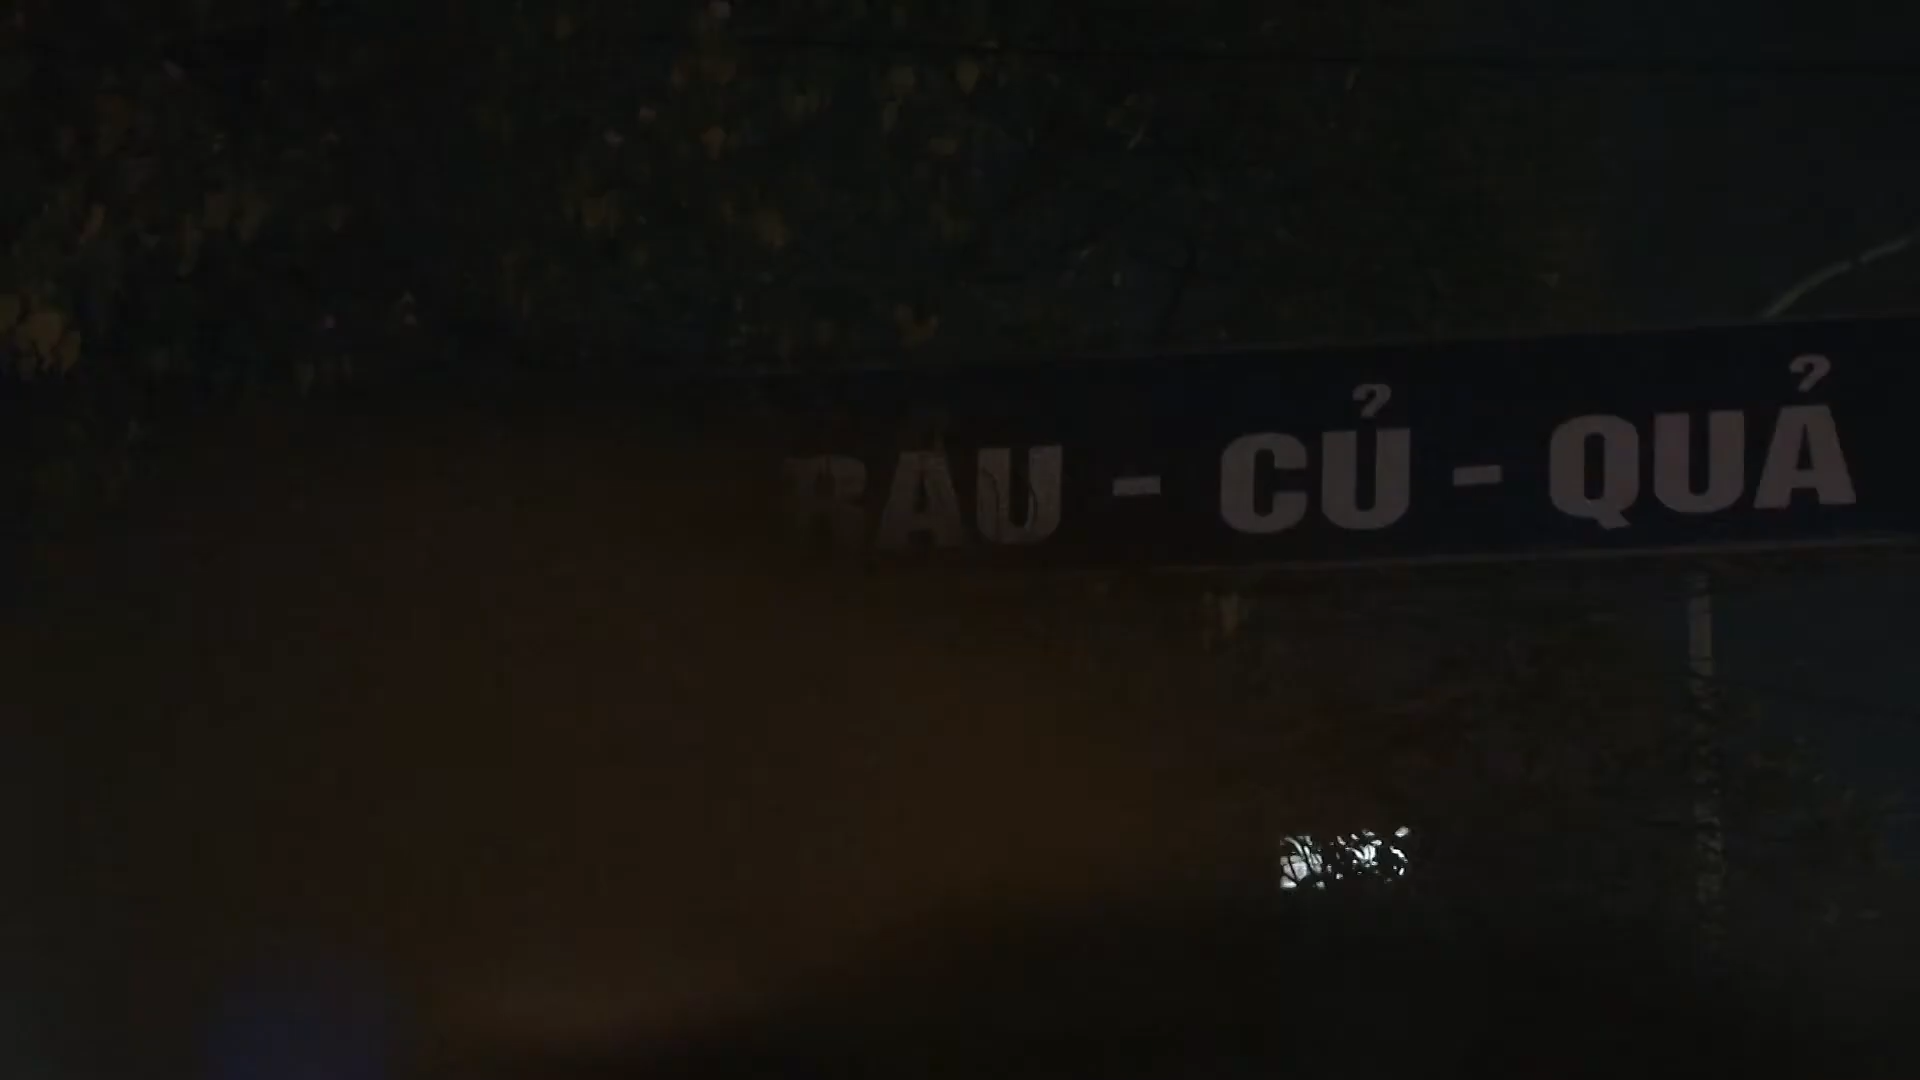 RAU - CỦ - QUẢ